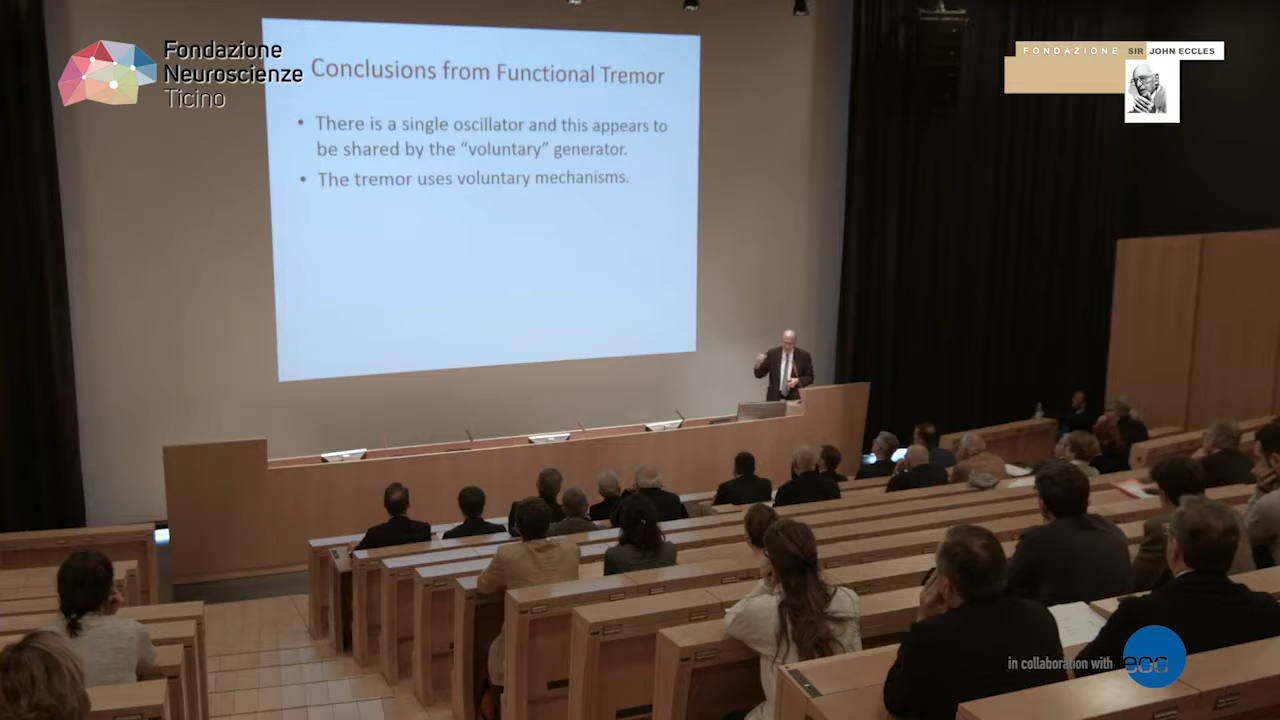 Fondazione
Neuroscienze
Ticino
FONDAZIONE SIR JOHN ECCLES
Conclusions from Functional Tremor
• There is a single oscillator and this appears to
be shared by the “voluntary” generator.
• The tremor uses voluntary mechanisms.
in collaboration with eoc